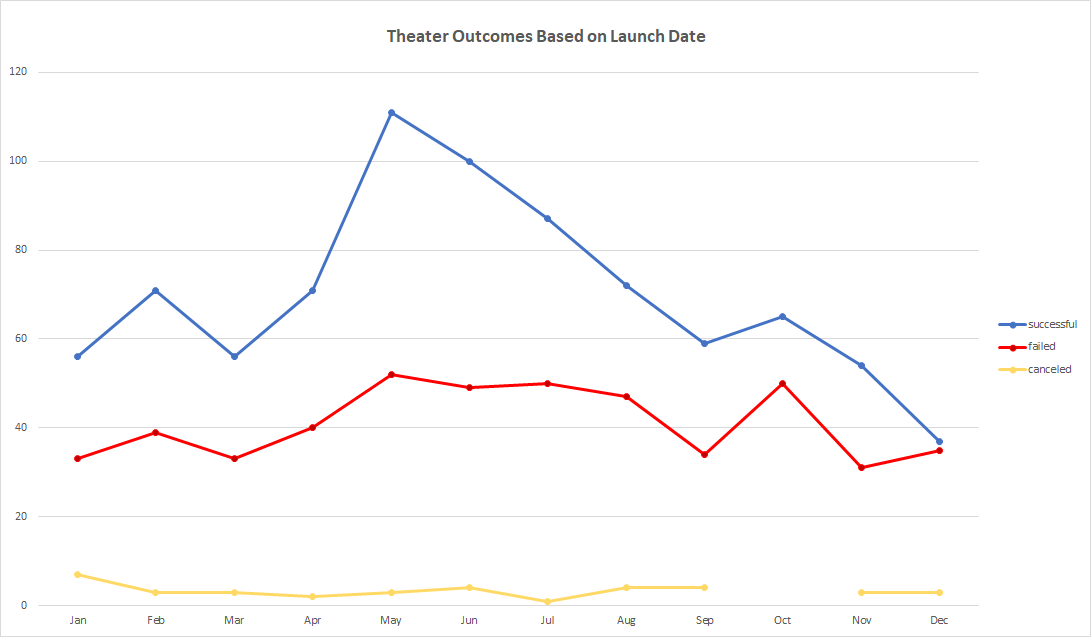 Theater Outcomes Based on Launch Date
120
100
80
60
40
20
0
Jan Feb Mar Apr May Jun Jul Aug Sep Oct Nov Dec
successful
failed
canceled